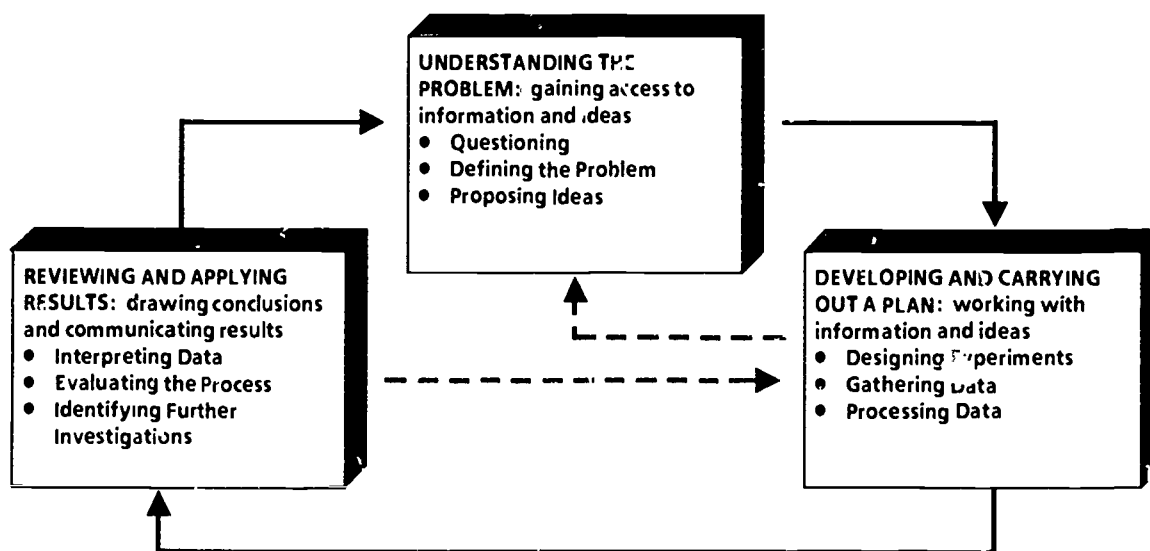 UNDERSTANDING THE
PROBLEM: gaining access to
information and ideas
● Questioning
● Defining the Problem
● Proposing Ideas
REVIEWING AND APPLYING
RESULTS: drawing conclusions
and communicating results
● Interpreting Data
● Evaluating the Process
● Identifying Further
Investigations
DEVELOPING AND CARRYING
OUT A PLAN: working with
information and ideas
● Designing Experiments
● Gathering Data
● Processing Data